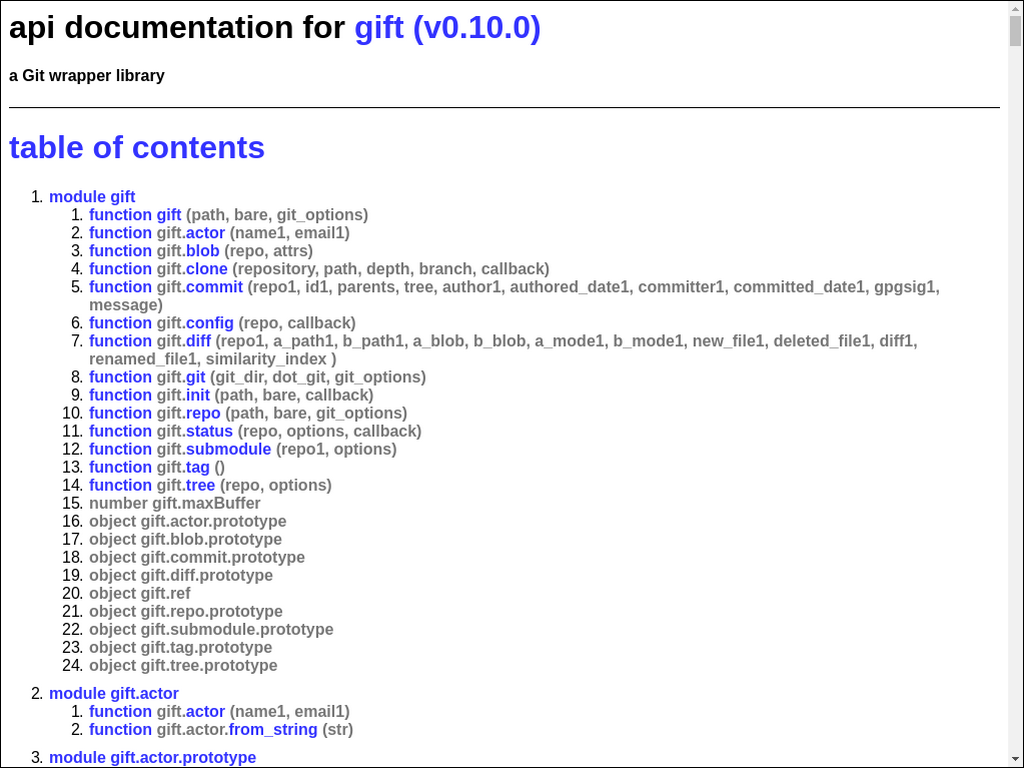 api documentation for gift (v0.10.0)
a Git wrapper library
table of contents
1. module gift
1. function gift (path, bare, git_options)
2. function gift.actor (name1, email1)
3. function gift.blob (repo, attrs)
4. function gift.clone (repository, path, depth, branch, callback)
5. function gift.commit (repo1, id1, parents, tree, author1, authored_date1, committer1, committed_date1, gpgsig1,
message)
6. function gift.config (repo, callback)
7. function gift.diff (repo1, a_path1, b_path1, a_blob, b_blob, a_mode1, b_mode1, new_file1, deleted_file1, diff1,
renamed_file1, similarity_index )
8. function gift.git (git_dir, dot_git, git_options)
9. function gift.init (path, bare, callback)
10. function gift.repo (path, bare, git_options)
11. function gift.status (repo, options, callback)
12. function gift.submodule (repo1, options)
13. function gift.tag ()
14. function gift.tree (repo, options)
15. number gift.maxBuffer
16. object gift.actor.prototype
17. object gift.blob.prototype
18. object gift.commit.prototype
19. object gift.diff.prototype
20. object gift.ref
21. object gift.repo.prototype
22. object gift.submodule.prototype
23. object gift.tag.prototype
24. object gift.tree.prototype
2. module gift.actor
1. function gift.actor (name1, email1)
2. function gift.actor.from_string (str)
3. module gift.actor.prototype